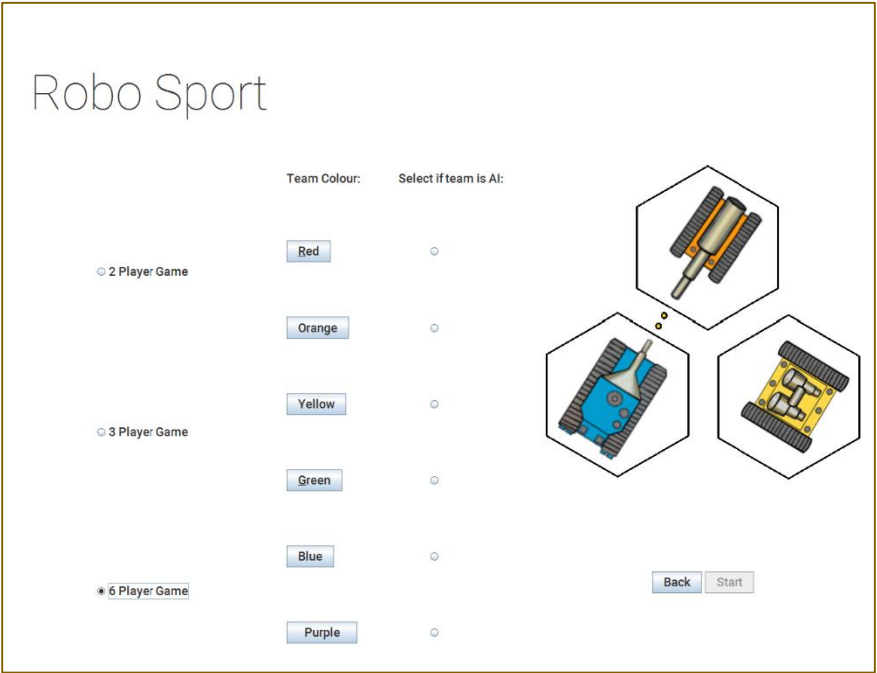 Robo Sport
Team Colour: Select if team is AI:
Red
2 Player Game
Orange
Yellow
3 Player Game
Green
Blue
6 Player Game
Back Start
Purple